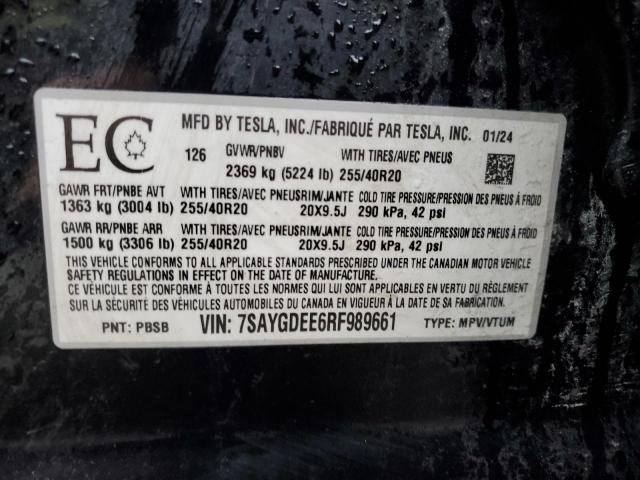 EC
MFD BY TESLA, INC./FABRIQUÉ PAR TESLA, INC. 01/24
126 GVWR/PNBV WITH TIRES/AVEC PNEUS
2369 kg (5224 lb) 255/40R20
GAWR FRT/PNBE AVT WITH TIRES/AVEC PNEUS RIM/JANTE COLD TIRE PRESSURE/PRESSION DES PNEUS À FROID
1363 kg (3004 lb) 255/40R20 20X9.5J 290 kPa, 42 psi
GAWR RR/PNBE ARR WITH TIRES/AVEC PNEUS RIM/JANTE COLD TIRE PRESSURE/PRESSION DES PNEUS À FROID
1500 kg (3306 lb) 255/40R20 20X9.5J 290 kPa, 42 psi
THIS VEHICLE CONFORMS TO ALL APPLICABLE STANDARDS PRESCRIBED UNDER THE CANADIAN MOTOR VEHICLE
SAFETY REGULATIONS IN EFFECT ON THE DATE OF MANUFACTURE.
CE VÉHICULE EST CONFORME À TOUTES LES NORMES QUI LUI SONT APPLICABLES EN VERTU DU RÈGLEMENT
SUR LA SÉCURITÉ DES VÉHICULES AUTOMOBILES DU CANADA EN VIGUEUR À LA DATE DE SA FABRICATION.
PNT: PBSB VIN: 7SAYGDEE6RF989661 TYPE: MPV/VTUM